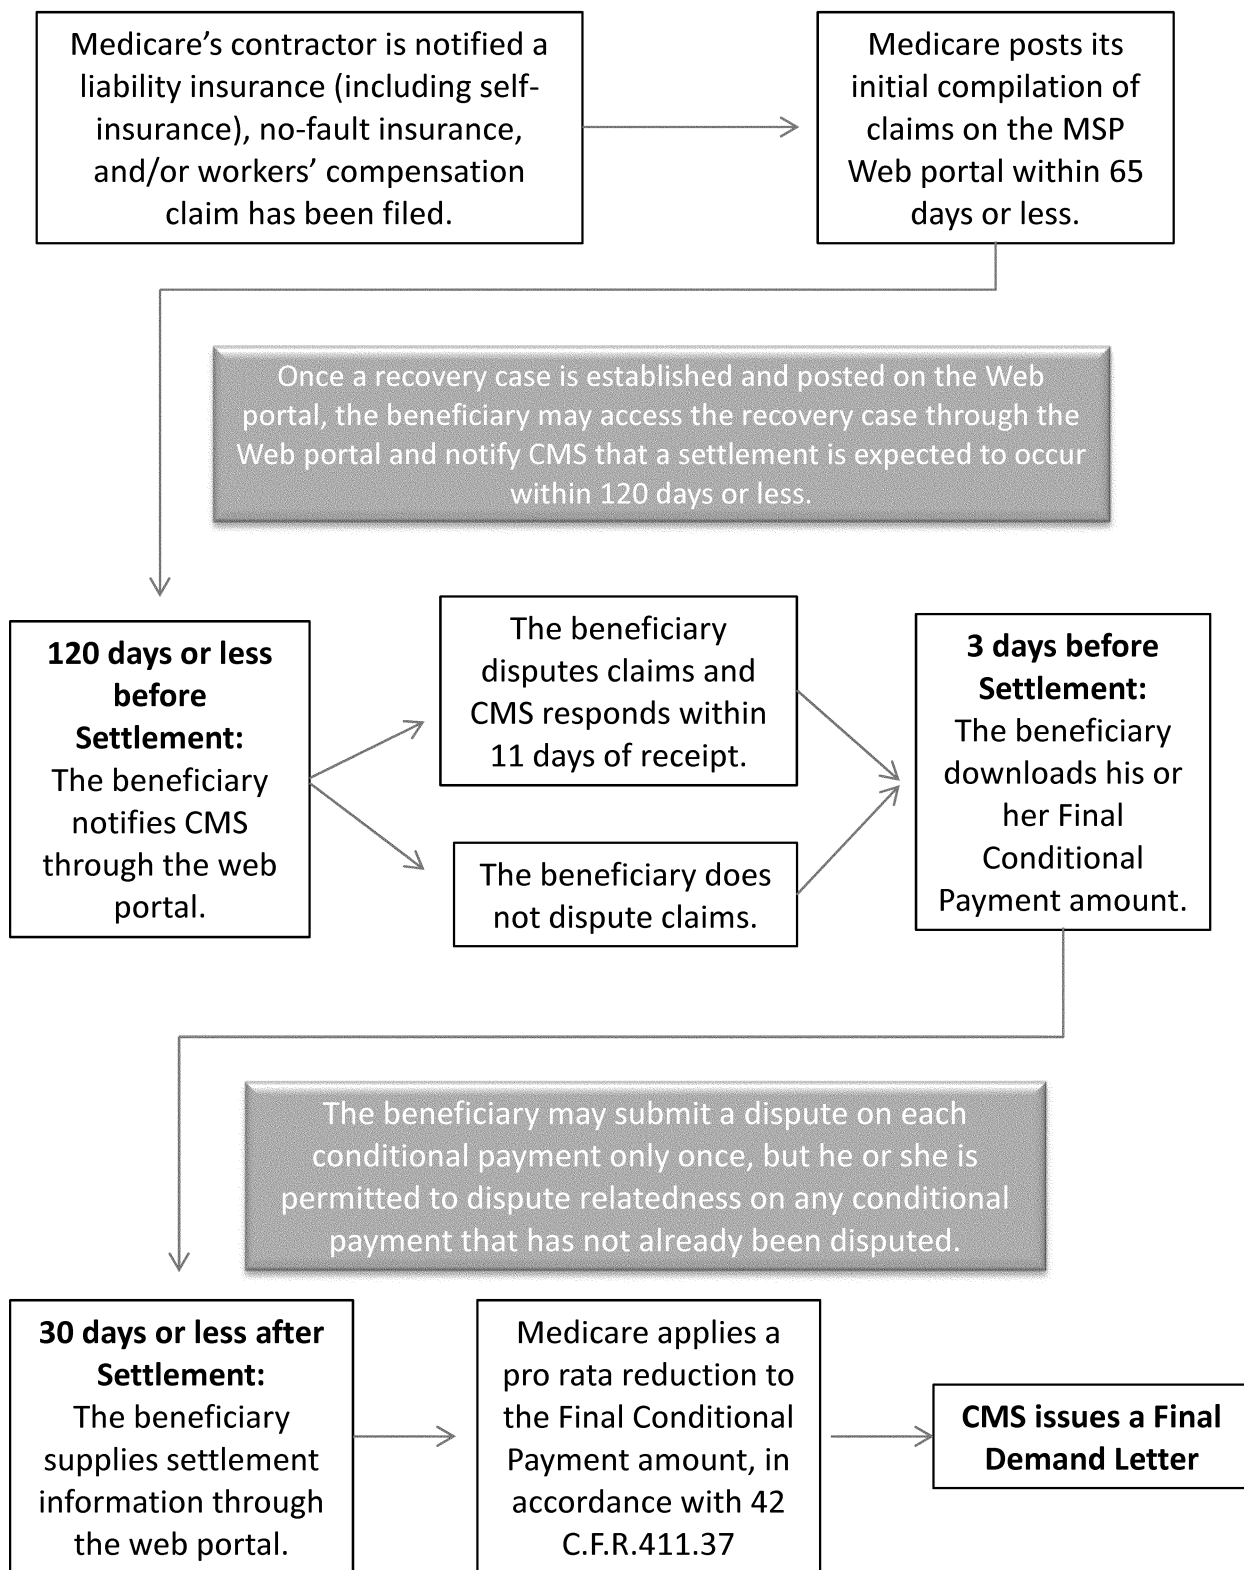 Medicare's contractor is notified a
liability insurance (including self-
insurance), no-fault insurance,
and/or workers' compensation
claim has been filed.
Medicare posts its
initial compilation of
claims on the MSP
Web portal within 65
days or less.
Once a recovery case is established and posted on the Web
portal, the beneficiary may access the recovery case through the
Web portal and notify CMS that a settlement is expected to occur
within 120 days or less.
120 days or less
before
Settlement:
The beneficiary
notifies CMS
through the web
portal.
The beneficiary
disputes claims and
CMS responds within
11 days of receipt.
The beneficiary does
not dispute claims.
3 days before
Settlement:
The beneficiary
downloads his or
her Final
Conditional
Payment amount.
The beneficiary may submit a dispute on each
conditional payment only once, but he or she is
permitted to dispute relatedness on any conditional
payment that has not already been disputed.
30 days or less after
Settlement:
The beneficiary
supplies settlement
information through
the web portal.
Medicare applies a
pro rata reduction to
the Final Conditional
Payment amount, in
accordance with 42
C.F.R.411.37
CMS issues a Final
Demand Letter